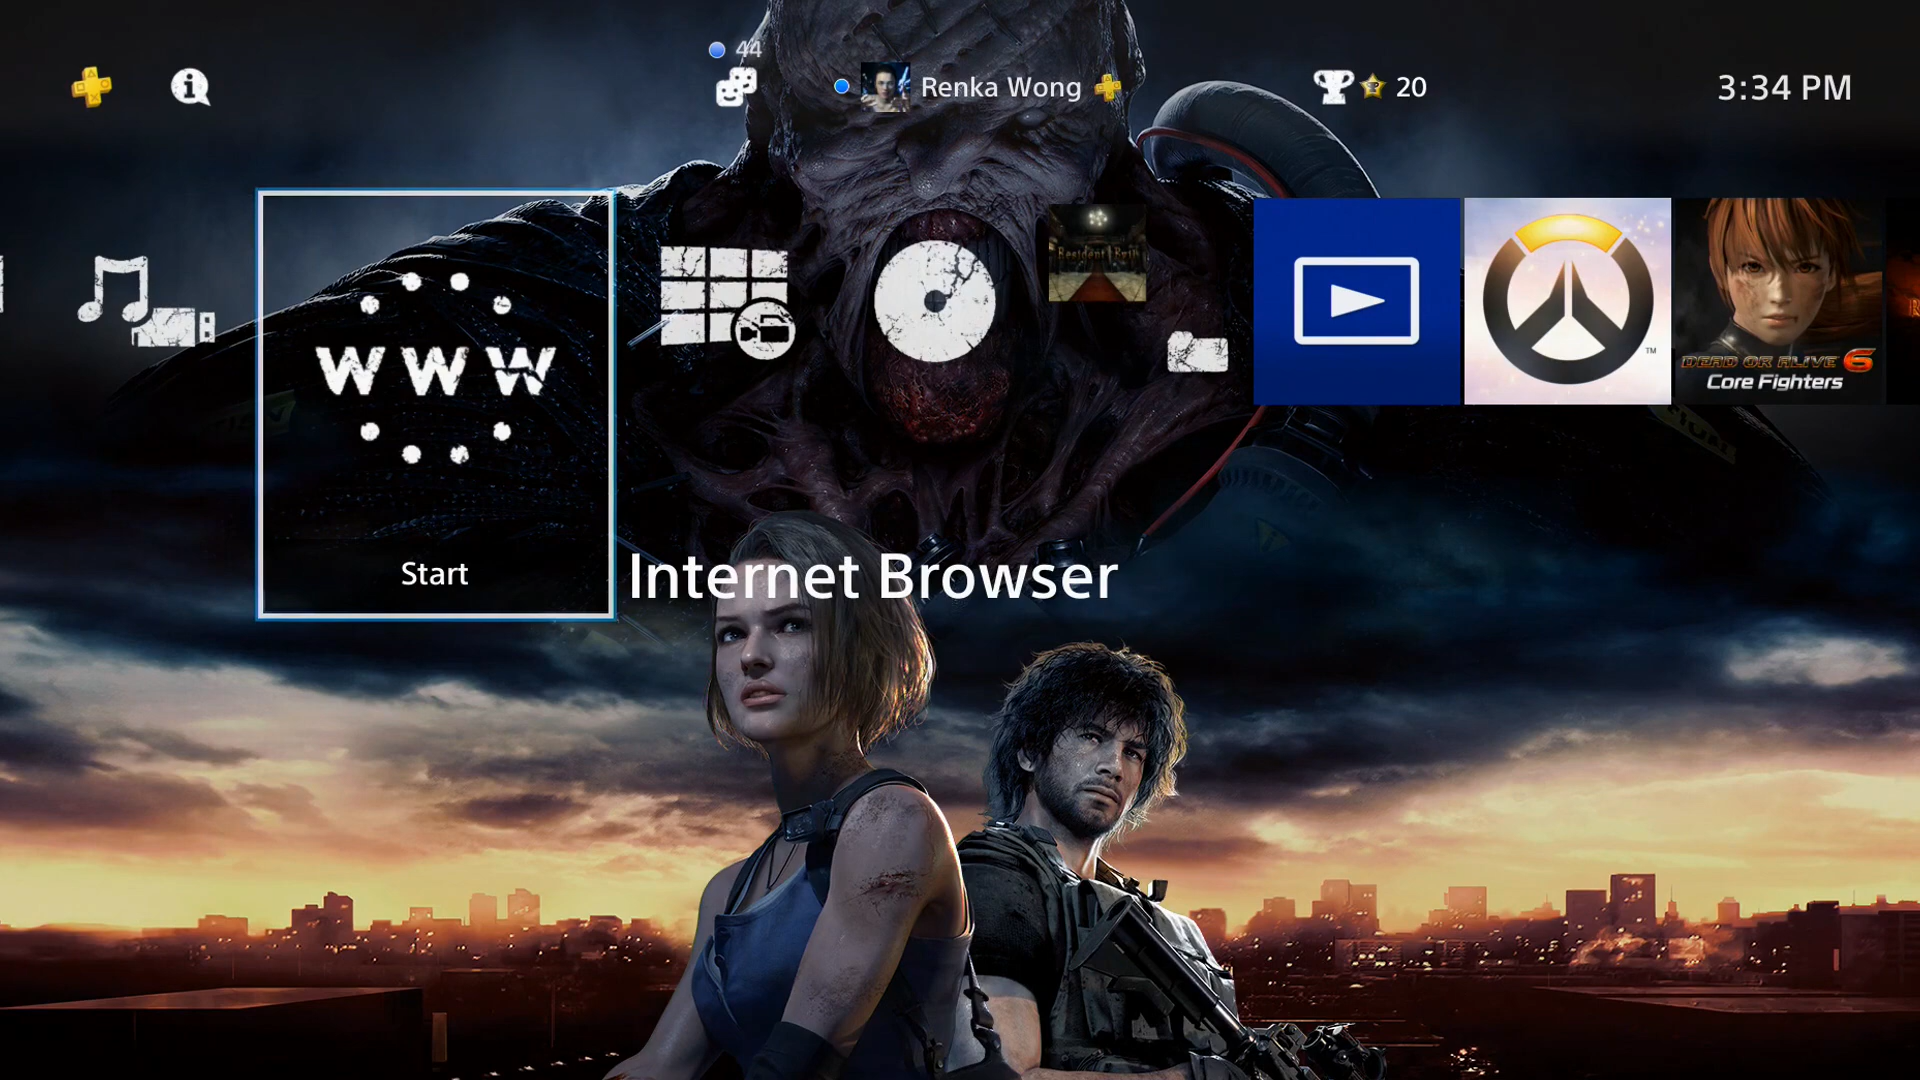 44
Renka Wong
20
3:34 PM
WWW
Resident Evil
TM
DEAD OR ALIVE 6
Core Fighters
Start
Internet Browser